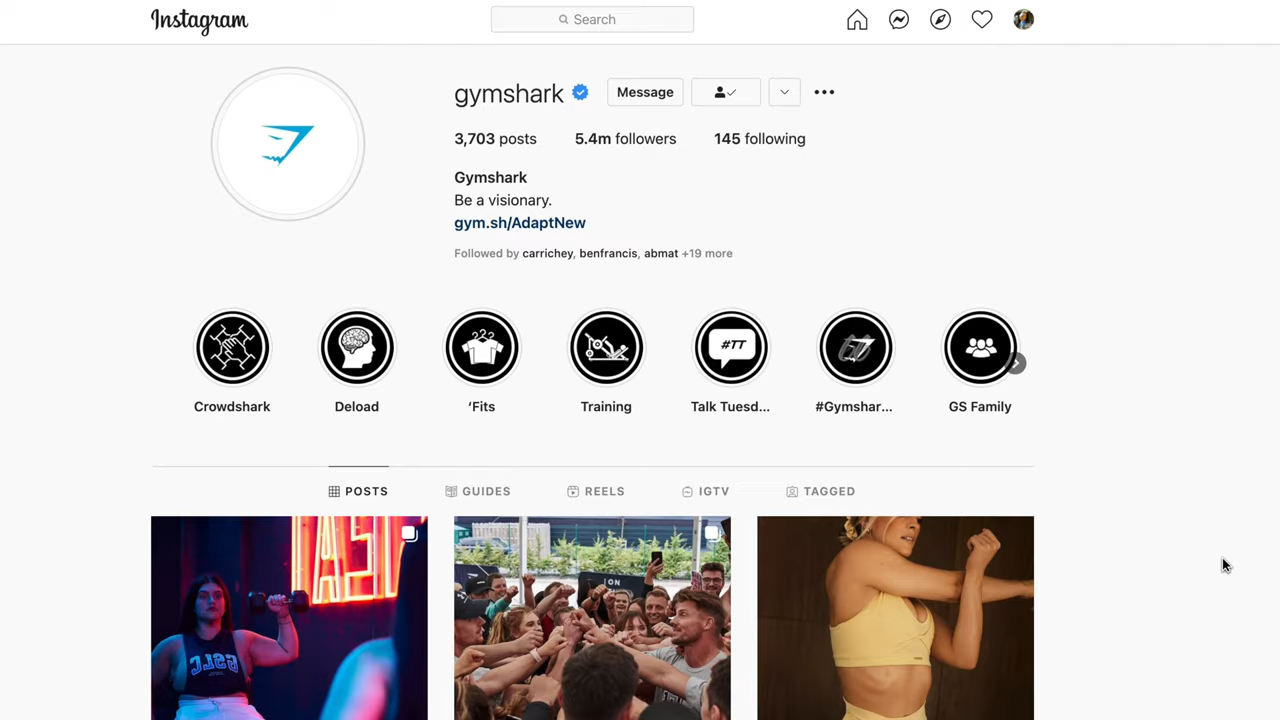 Instagram
Search
gymshark
Message
3,703 posts 5.4m followers 145 following
Gymshark
Be a visionary.
gym.sh/AdaptNew
Followed by carrichey, benfrancis, abmat +19 more
#TT
Crowdshark Deload ‘Fits Training Talk Tuesd... #Gymshar... GS Family
POSTS GUIDES REELS IGTV TAGGED
ION